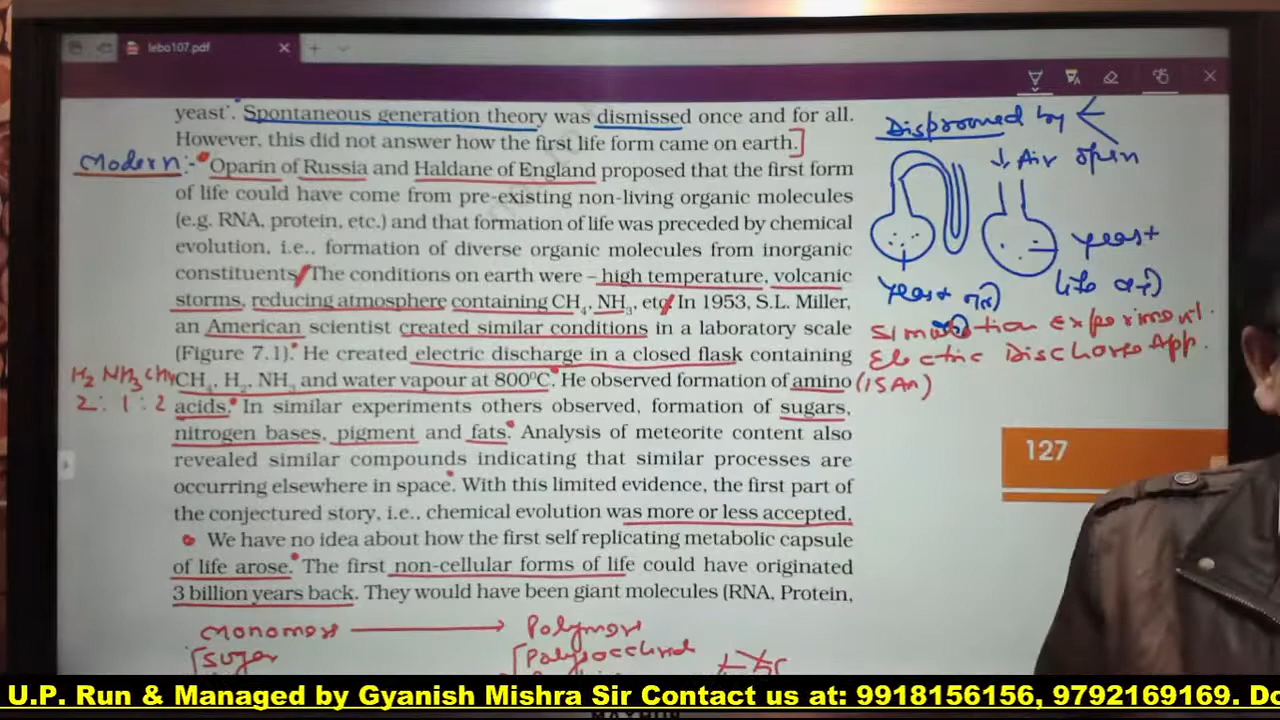 lebo107.pdf
yeast'. Spontaneous generation theory was dismissed once and for all.
However, this did not answer how the first life form came on earth.]
Modern:- Oparin of Russia and Haldane of England proposed that the first form
of life could have come from pre-existing non-living organic molecules
(e.g. RNA, protein, etc.) and that formation of life was preceded by chemical
evolution, i.e., formation of diverse organic molecules from inorganic
constituents. The conditions on earth were – high temperature, volcanic
storms, reducing atmosphere containing CH4, NH3, etc. In 1953, S.L. Miller,
an American scientist created similar conditions in a laboratory scale
(Figure 7.1). He created electric discharge in a closed flask containing
CH4, H2, NH3 and water vapour at 800°C. He observed formation of amino (15 An)
acids. In similar experiments others observed, formation of sugars,
nitrogen bases, pigment and fats. Analysis of meteorite content also
revealed similar compounds indicating that similar processes are
occurring elsewhere in space. With this limited evidence, the first part of
the conjectured story, i.e., chemical evolution was more or less accepted.
We have no idea about how the first self replicating metabolic capsule
of life arose. The first non-cellular forms of life could have originated
3 billion years back. They would have been giant molecules (RNA, Protein,
H2 NH3 CH4
2: 1: 2
Disprooned by
↓ Air open
yeast
yeast
Experiment.
Electric Discharge App.
127
Monomers → Polymers
Sugar
U.P. Run & Managed by Gyanish Mishra Sir Contact us at: 9918156156, 9792169169. Do